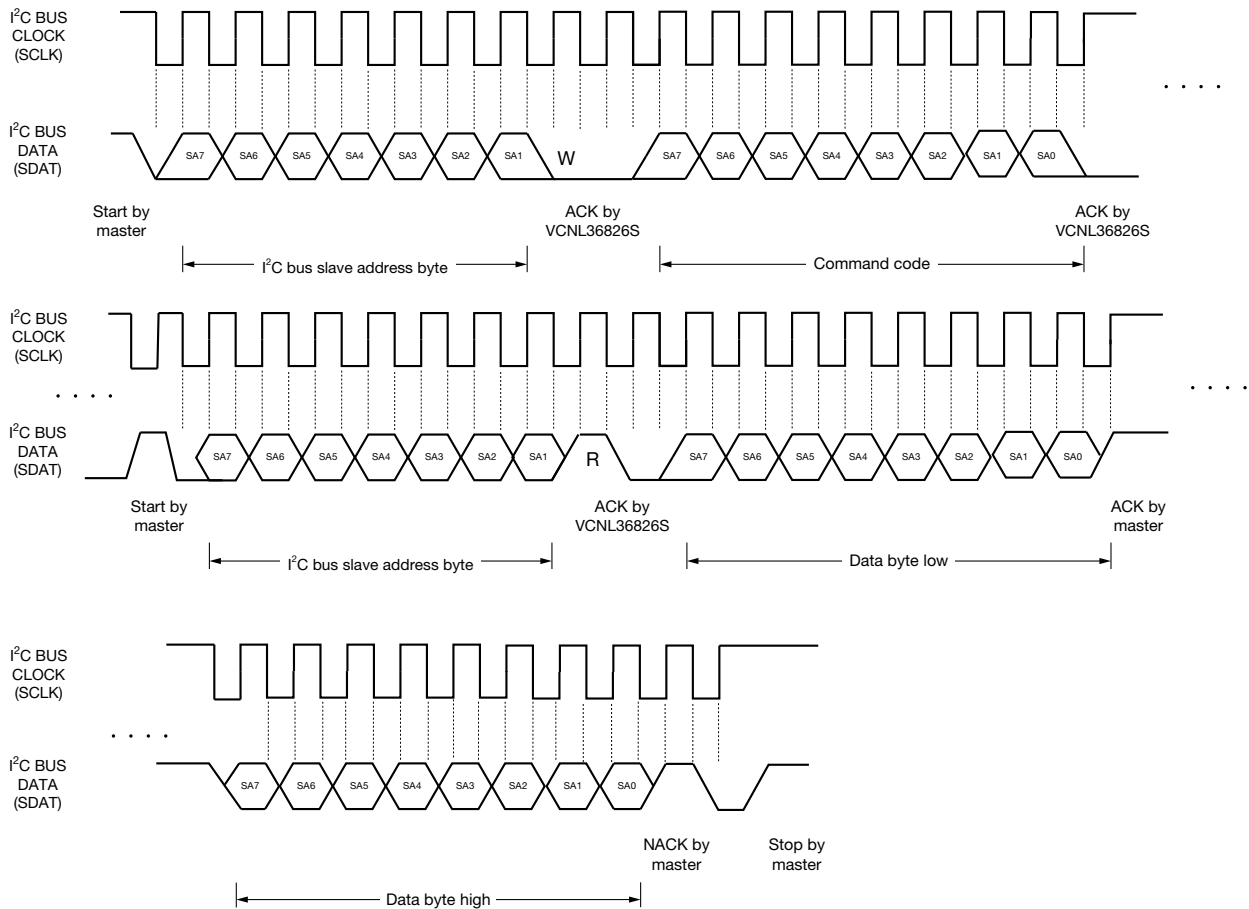 I²C BUS
CLOCK
(SCLK)
. . . .
I²C BUS
DATA
(SDAT)
SA7 SA6 SA5 SA4 SA3 SA2 SA1 W SA7 SA6 SA5 SA4 SA3 SA2 SA1 SA0
Start by
master
ACK by
VCNL36826S
ACK by
VCNL36826S
I²C bus slave address byte
Command code
I²C BUS
CLOCK
(SCLK)
. . . .
. . . .
I²C BUS
DATA
(SDAT)
SA7 SA6 SA5 SA4 SA3 SA2 SA1 R SA7 SA6 SA5 SA4 SA3 SA2 SA1 SA0
Start by
master
ACK by
VCNL36826S
ACK by
master
I²C bus slave address byte
Data byte low
I²C BUS
CLOCK
(SCLK)
. . . .
I²C BUS
DATA
(SDAT)
SA7 SA6 SA5 SA4 SA3 SA2 SA1 SA0
NACK by
master
Stop by
master
Data byte high